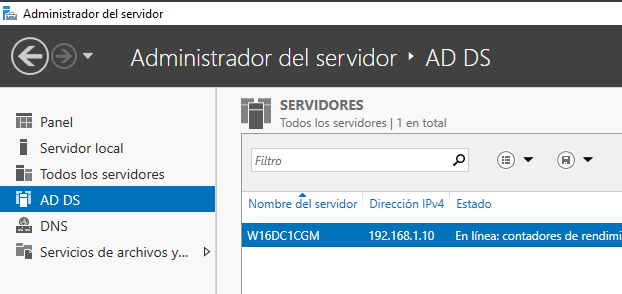 Administrador del servidor
Administrador del servidor ‣ AD DS
Panel
Servidor local
Todos los servidores
AD DS
DNS
Servicios de archivos y...
SERVIDORES
Todos los servidores | 1 en total
Filtro
Nombre del servidor Dirección IPv4 Estado
W16DC1CGM 192.168.1.10 En línea: contadores de